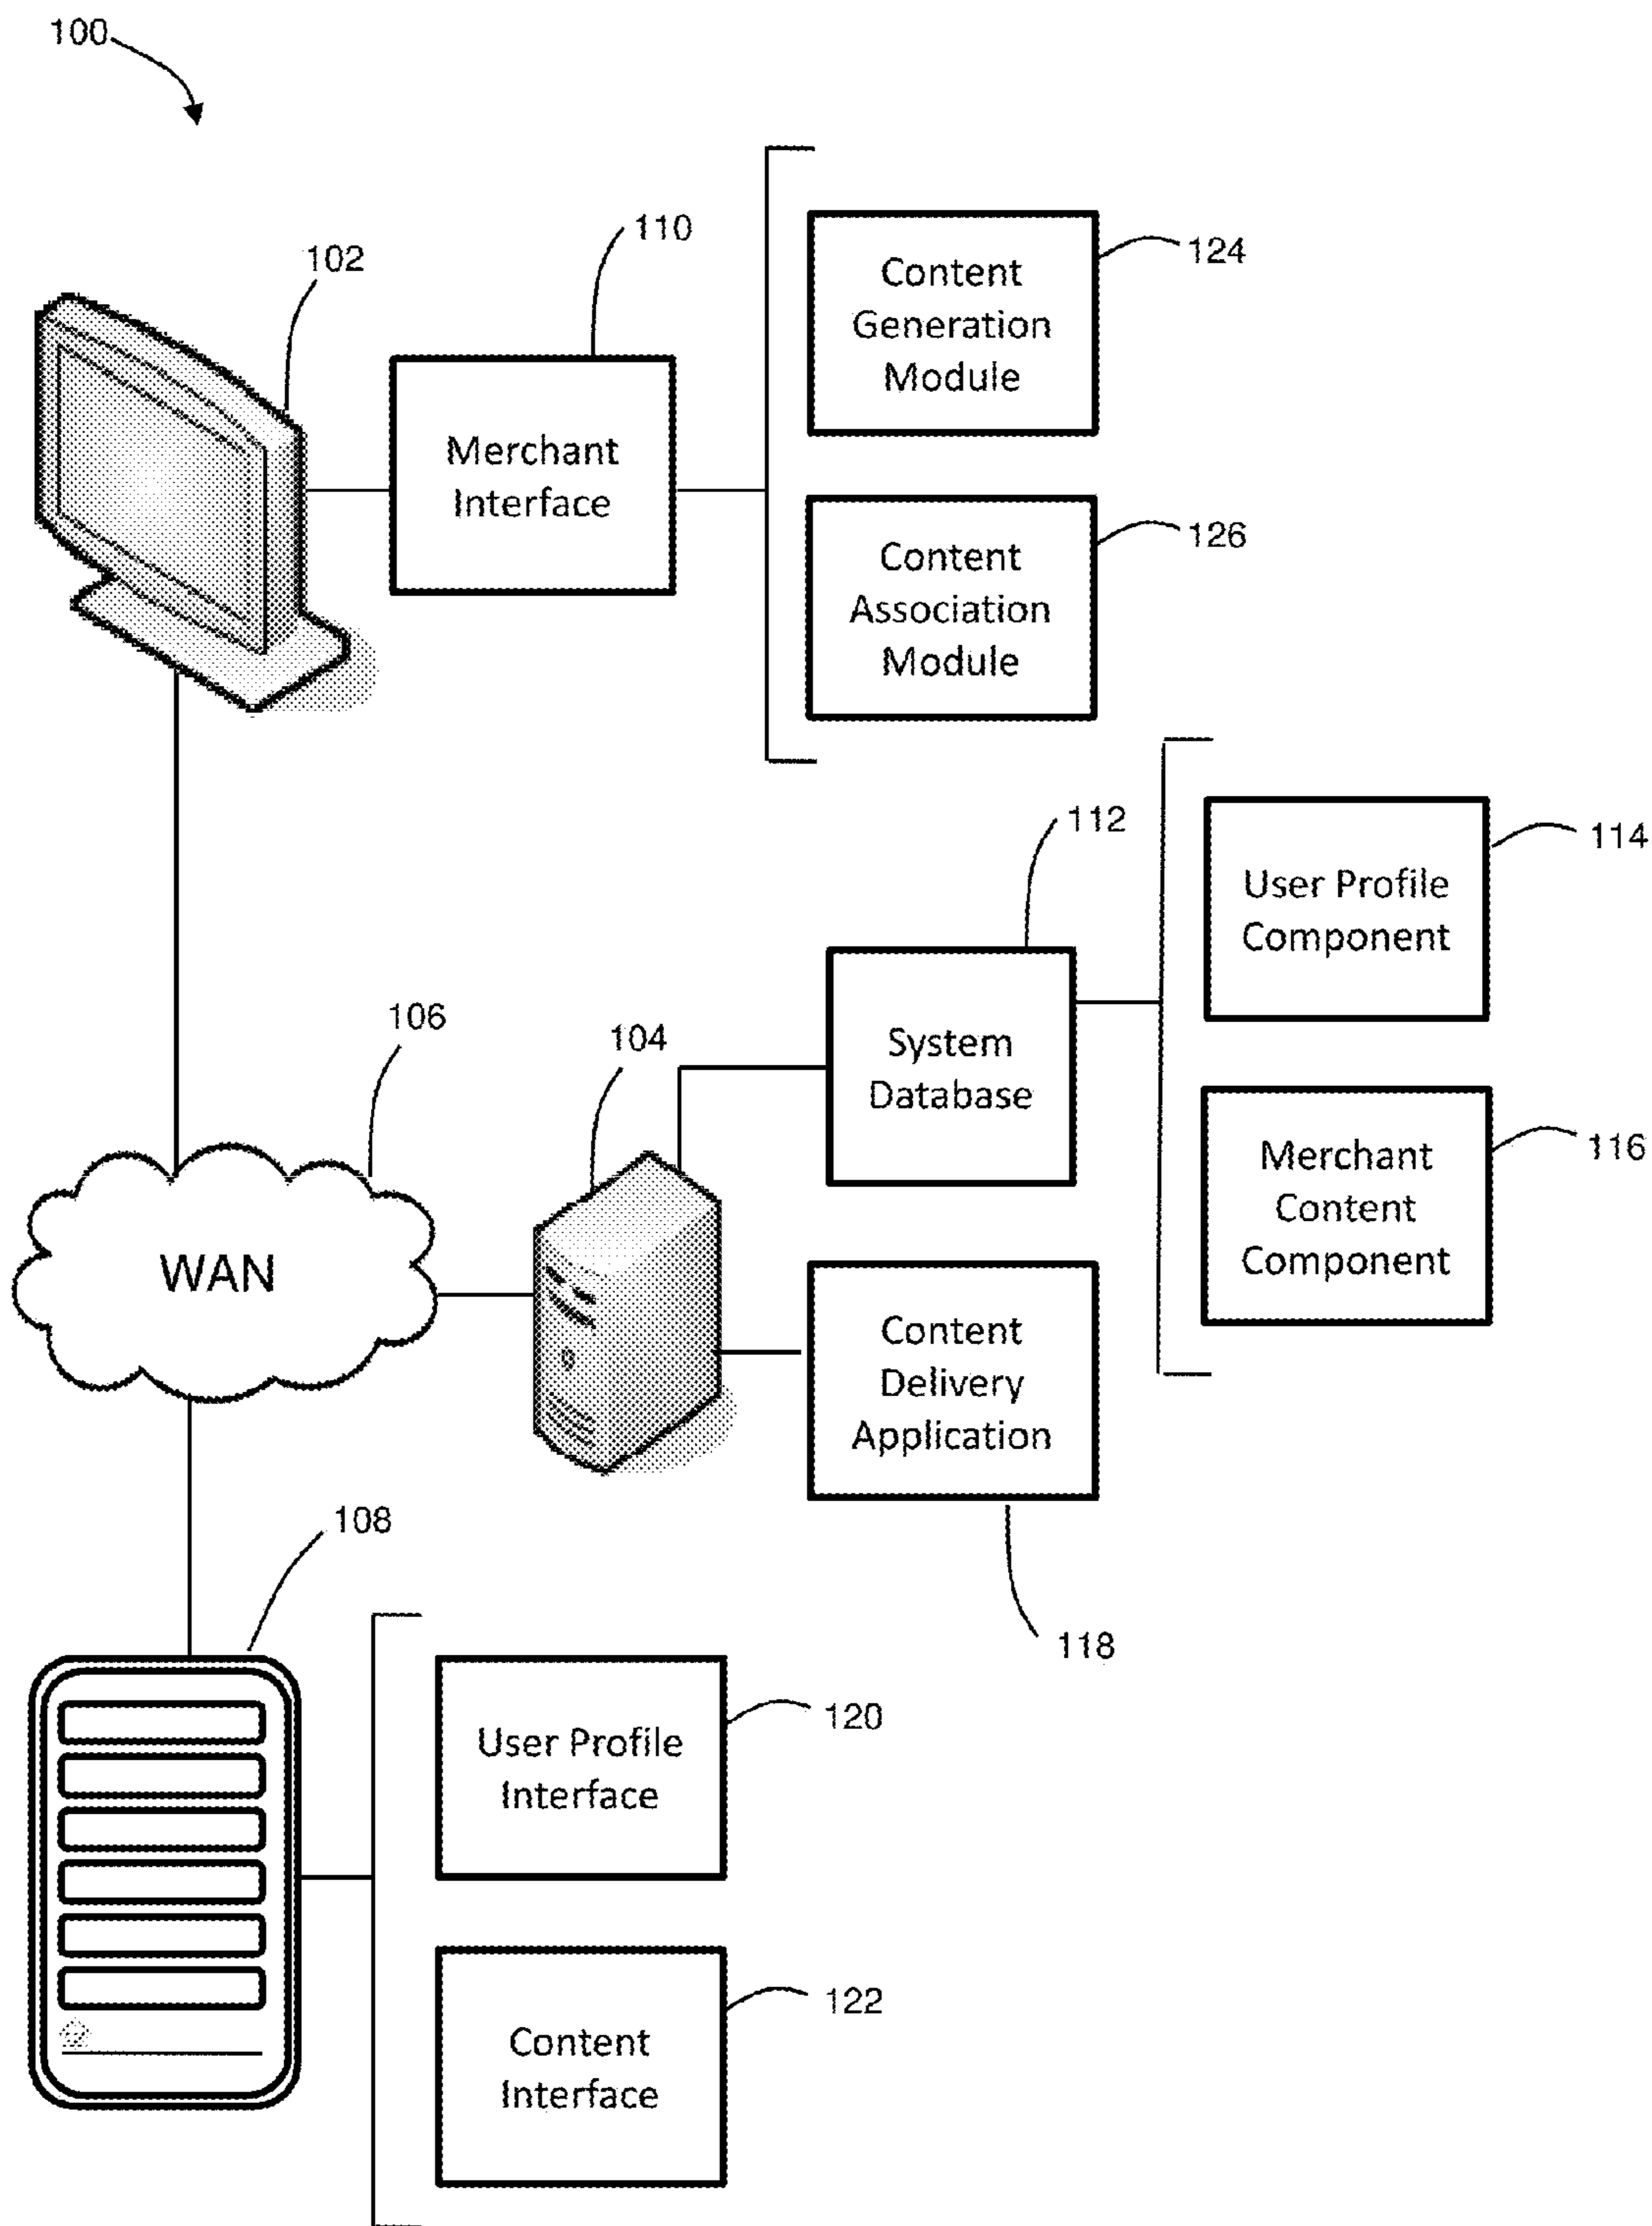 100
110
124
102
Content
Generation
Module
Merchant
Interface
126
Content
Association
Module
112
114
User Profile
Component
106
104
System
Database
116
Merchant
Content
Component
WAN
Content
Delivery
Application
108
118
120
User Profile
Interface
122
Content
Interface